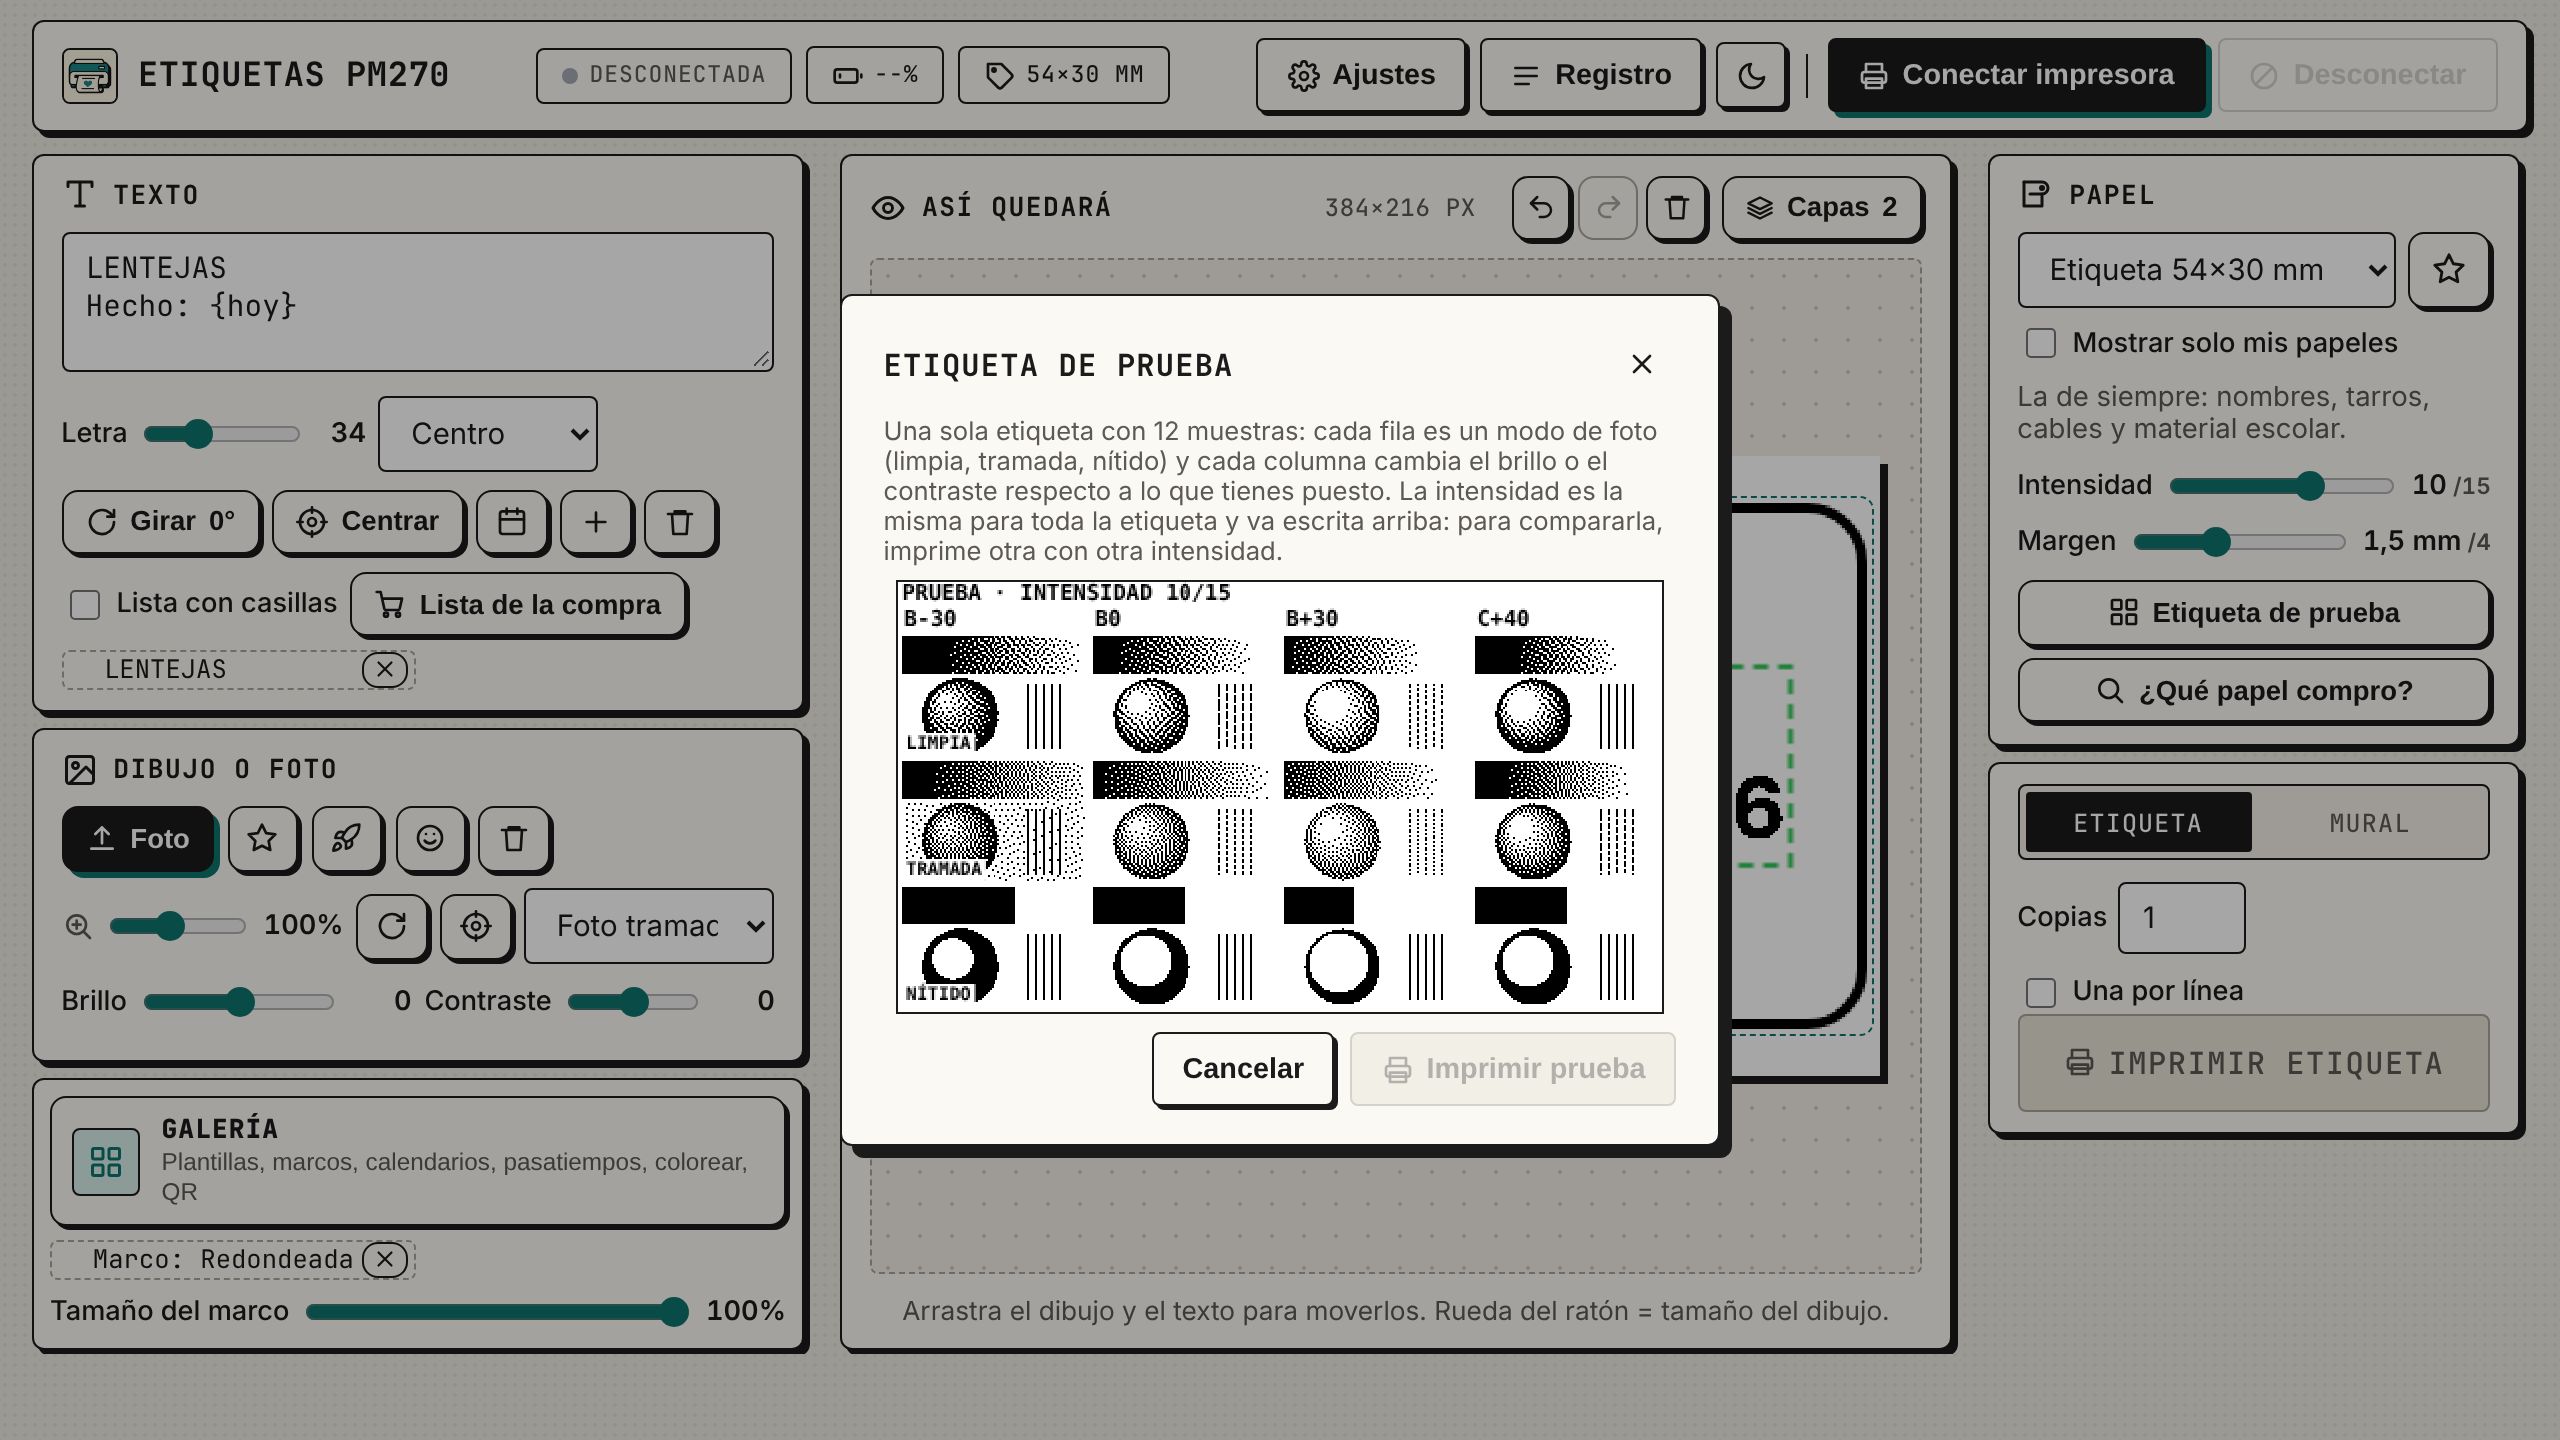 ETIQUETAS PM270
DESCONECTADA
--%
54×30 MM
Ajustes
Registro
Conectar impresora
Desconectar
TEXTO
LENTEJAS
Hecho: {hoy}
Letra
34
Centro
Girar 0°
Centrar
Lista con casillas
Lista de la compra
LENTEJAS
DIBUJO O FOTO
Foto
100%
Foto tramac
Brillo
0
Contraste
0
GALERÍA
Plantillas, marcos, calendarios, pasatiempos, colorear,
QR
Marco: Redondeada
Tamaño del marco
100%
ASÍ QUEDARÁ
384×216 PX
Capas 2
6
ETIQUETA DE PRUEBA
Una sola etiqueta con 12 muestras: cada fila es un modo de foto
(limpia, tramada, nítido) y cada columna cambia el brillo o el
contraste respecto a lo que tienes puesto. La intensidad es la
misma para toda la etiqueta y va escrita arriba: para compararla,
imprime otra con otra intensidad.
PRUEBA · INTENSIDAD 10/15
B-30
B0
B+30
C+40
LIMPIA
TRAMADA
NÍTIDO
Cancelar
Imprimir prueba
Arrastra el dibujo y el texto para moverlos. Rueda del ratón = tamaño del dibujo.
PAPEL
Etiqueta 54×30 mm
Mostrar solo mis papeles
La de siempre: nombres, tarros,
cables y material escolar.
Intensidad
10 /15
Margen
1,5 mm /4
Etiqueta de prueba
¿Qué papel compro?
ETIQUETA
MURAL
Copias
1
Una por línea
IMPRIMIR ETIQUETA